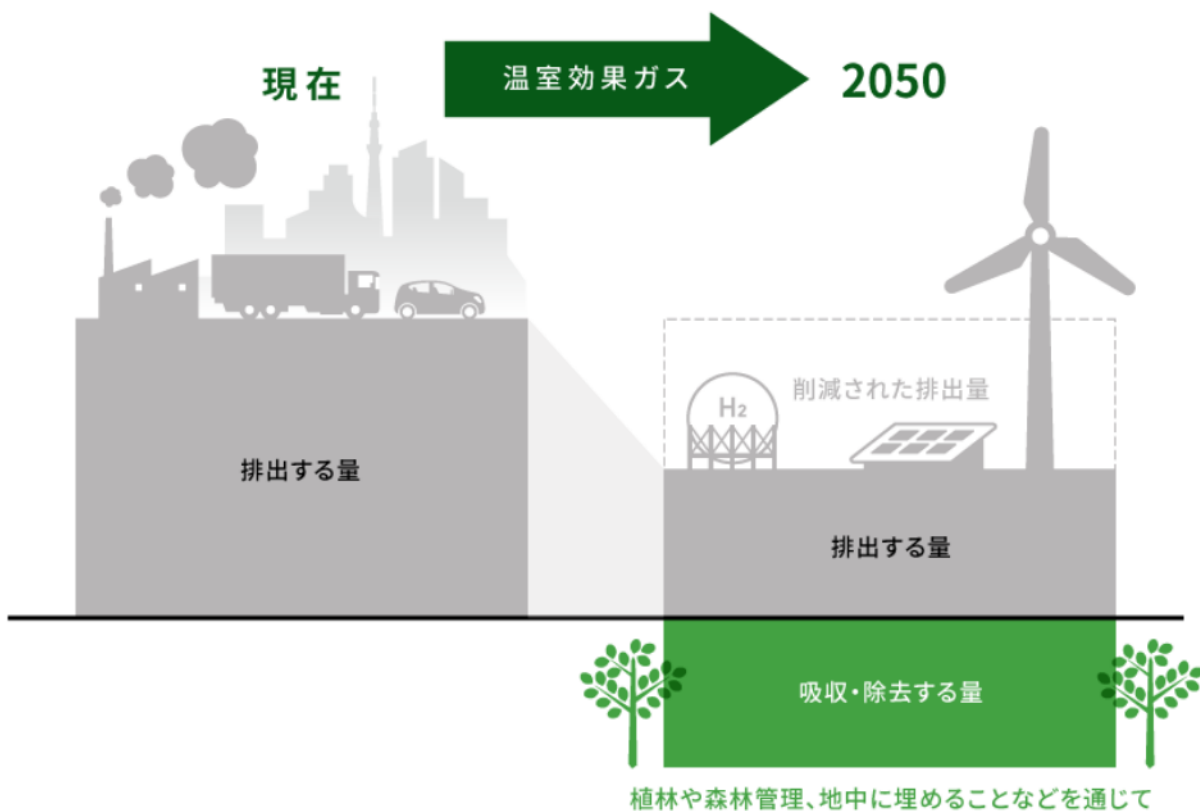 現在
温室効果ガス
2050
H2
削減された排出量
排出する量
排出する量
吸収・除去する量
植林や森林管理、地中に埋めることなどを通じて